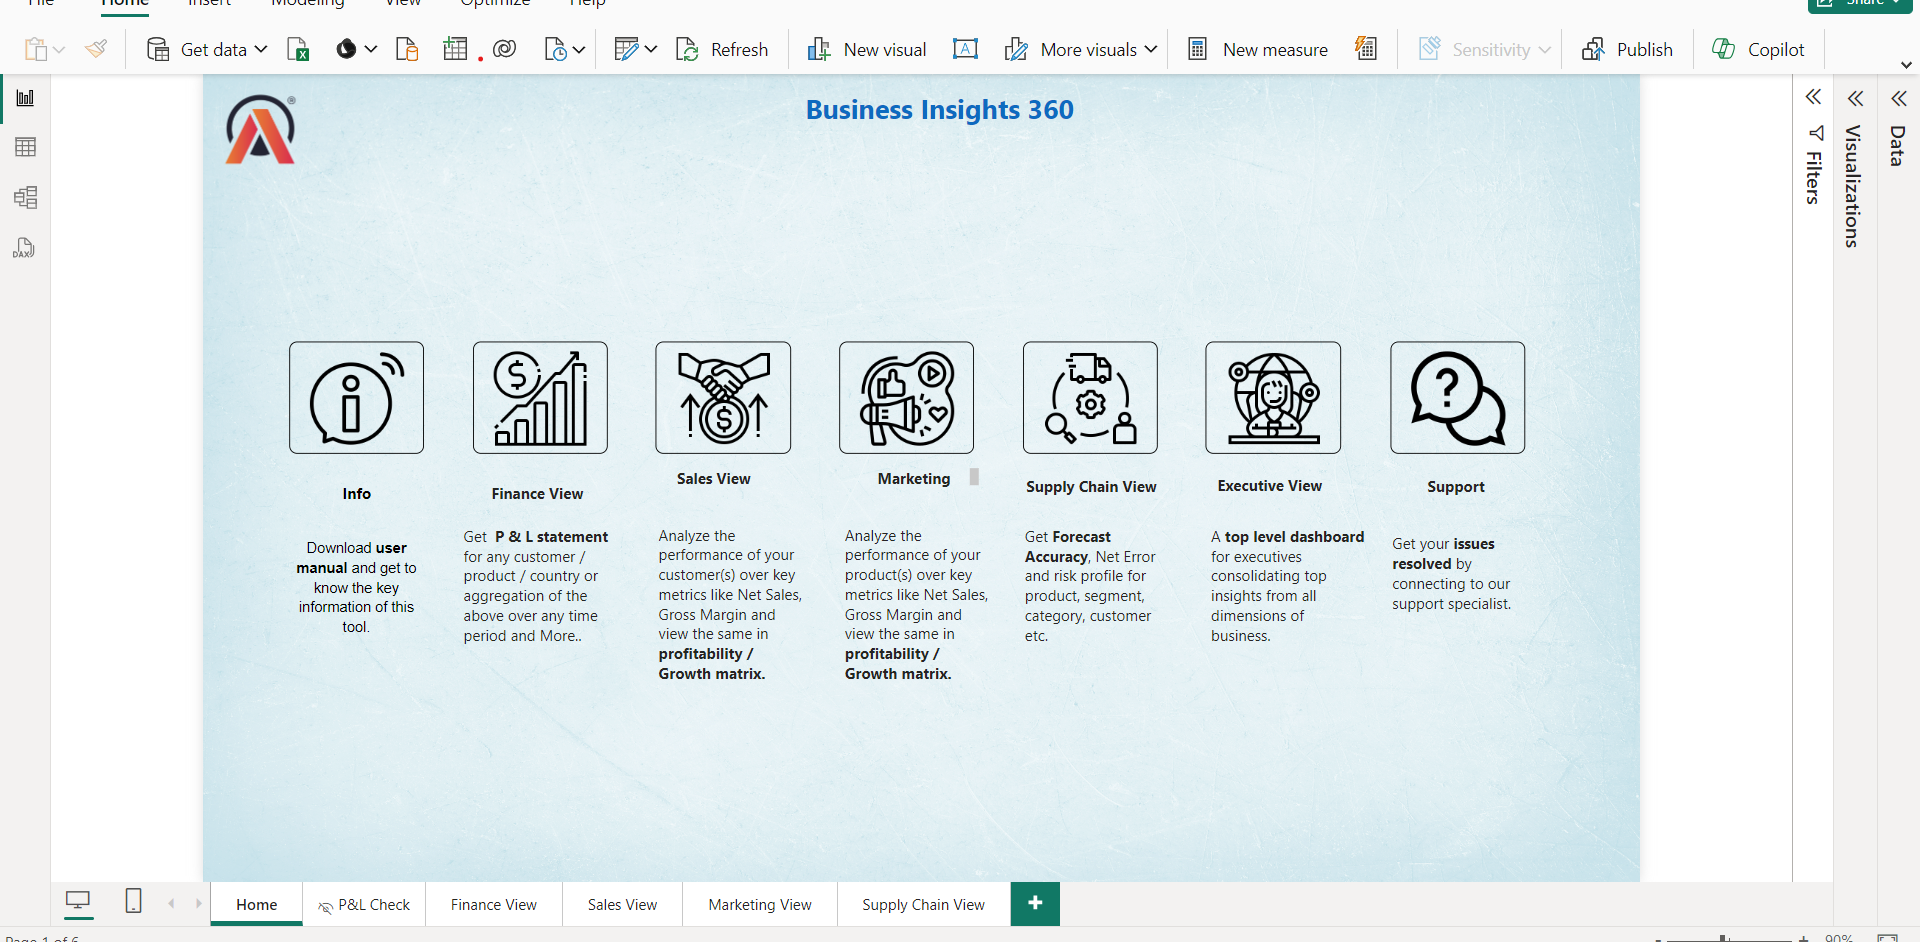 File Home Insert Modeling View Optimize Help Share
Get data Refresh New visual A More visuals New measure Sensitivity Publish Copilot
Business Insights 360
Filters
Visualizations
Data
DAX
Info
Download user
manual and get to
know the key
information of this
tool.
Finance View
Get P & L statement
for any customer /
product / country or
aggregation of the
above over any time
period and More..
Sales View
Analyze the
performance of your
customer(s) over key
metrics like Net Sales,
Gross Margin and
view the same in
profitability /
Growth matrix.
Marketing
Analyze the
performance of your
product(s) over key
metrics like Net Sales,
Gross Margin and
view the same in
profitability /
Growth matrix.
Supply Chain View
Get Forecast
Accuracy, Net Error
and risk profile for
product, segment,
category, customer
etc.
Executive View
A top level dashboard
for executives
consolidating top
insights from all
dimensions of
business.
Support
Get your issues
resolved by
connecting to our
support specialist.
Home P&L Check Finance View Sales View Marketing View Supply Chain View +
Page 1 of 6 - + 90%